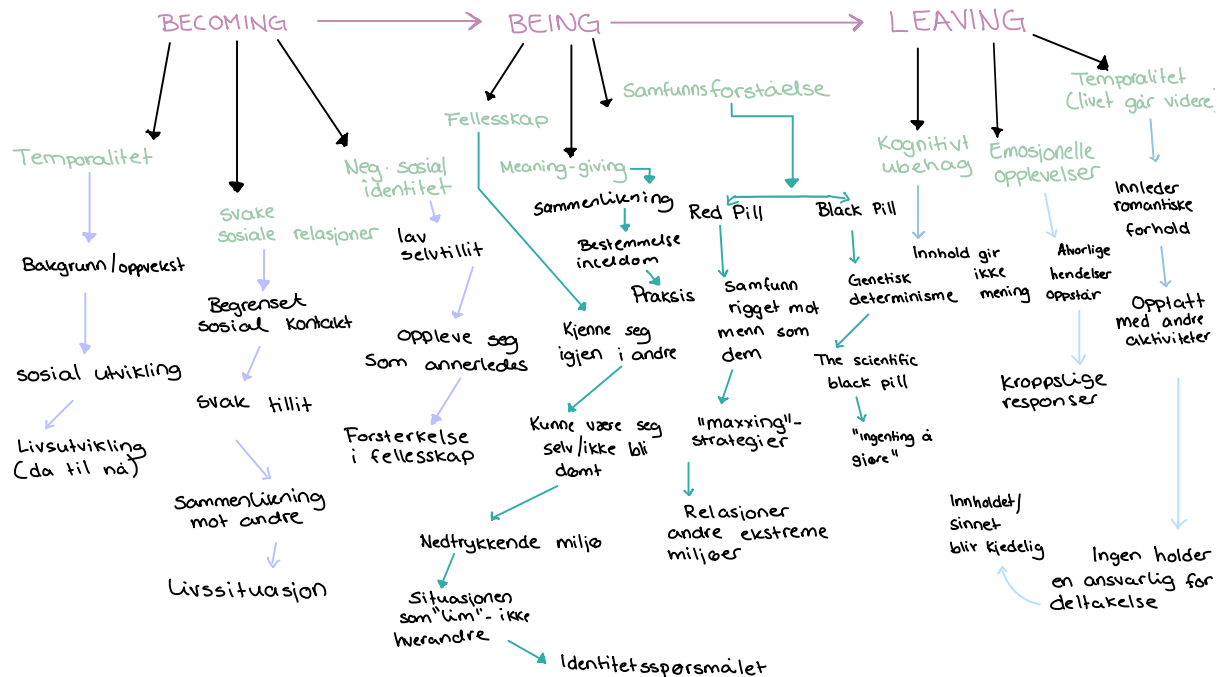 BECOMING
BEING
LEAVING
Temporalitet
Bakgrunn/oppvekst
sosial utvikling
Livsutvikling
(da til nå)
Svake
sosiale relasjoner
Begrenset
sosial kontakt
Svak tillit
Sammenlikning
mot andre
Livssituasjon
Neg. sosial
identitet
lav
selvtillit
Oppleve seg
Som annerledes
Forsterkelse
i fellesskap
Fellesskap
Kjenne seg
igjen i andre
Kunne være seg
selv/ikke bli
dømt
Nedtrykkende miljø
Situasjonen
som "lim" - ikke
hverandre
Identitetsspørsmålet
Meaning-giving
Sammenlikning
Bestemmelse
inceldom
Praksis
Samfunnsforståelse
Red Pill
Samfunn
rigget mot
menn som
dem
"maxxing"-
strategier
Relasjoner
andre ekstreme
miljøer
Black Pill
Genetisk
determinisme
The scientific
black pill
"ingenting å
gjøre"
Kognitivt
ubehag
Innhold gir
ikke
mening
Emosjonelle
opplevelser
Alvorlige
hendelser
oppstår
Kroppslige
responser
Temporalitet
(livet går videre)
Innleder
romantiske
forhold
Opptatt
med andre
aktiviteter
Ingen holder
en ansvarlig for
deltakelse
Innholdet/
sinnet
blir kjedelig